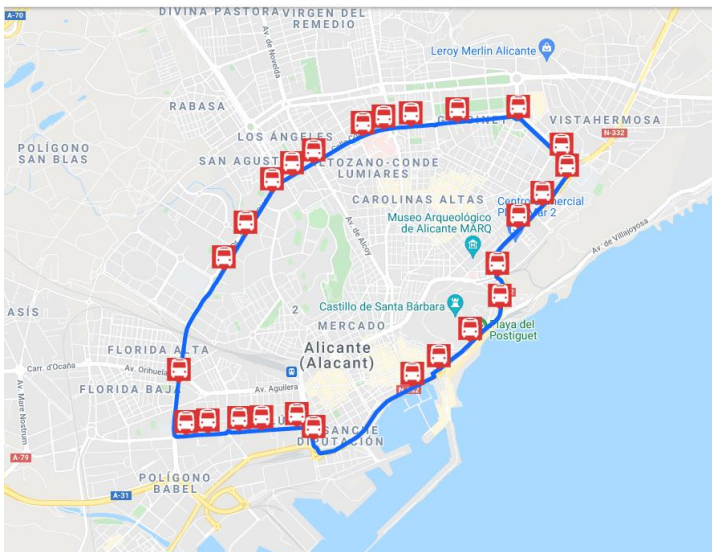 A-70
DIVINA PASTORA
VIRGEN DEL
REMEDIO
Av. de Novelda
Leroy Merlin Alicante
RABASA
VISTAHERMOSA
N-332
LOS ÁNGELES
POLÍGONO
SAN BLAS
SAN AGUST
LTOZANO-CONDE
LUMIARES
CAROLINAS ALTAS
Museo Arqueológico
de Alicante MARQ
Av. de Villajoyosa
Av. de Alcoy
Castillo de Santa Bárbara
2
MERCADO
Playa del
Postiguet
FLORIDA ALTA
Alicante
(Alacant)
Carr. d'Ocaña
Av. Orihuela
FLORIDA BAJA
Av. Aguilera
Av. Mare Nostrum
DIPUTACIÓN
A-79
POLÍGONO
BABEL
A-31